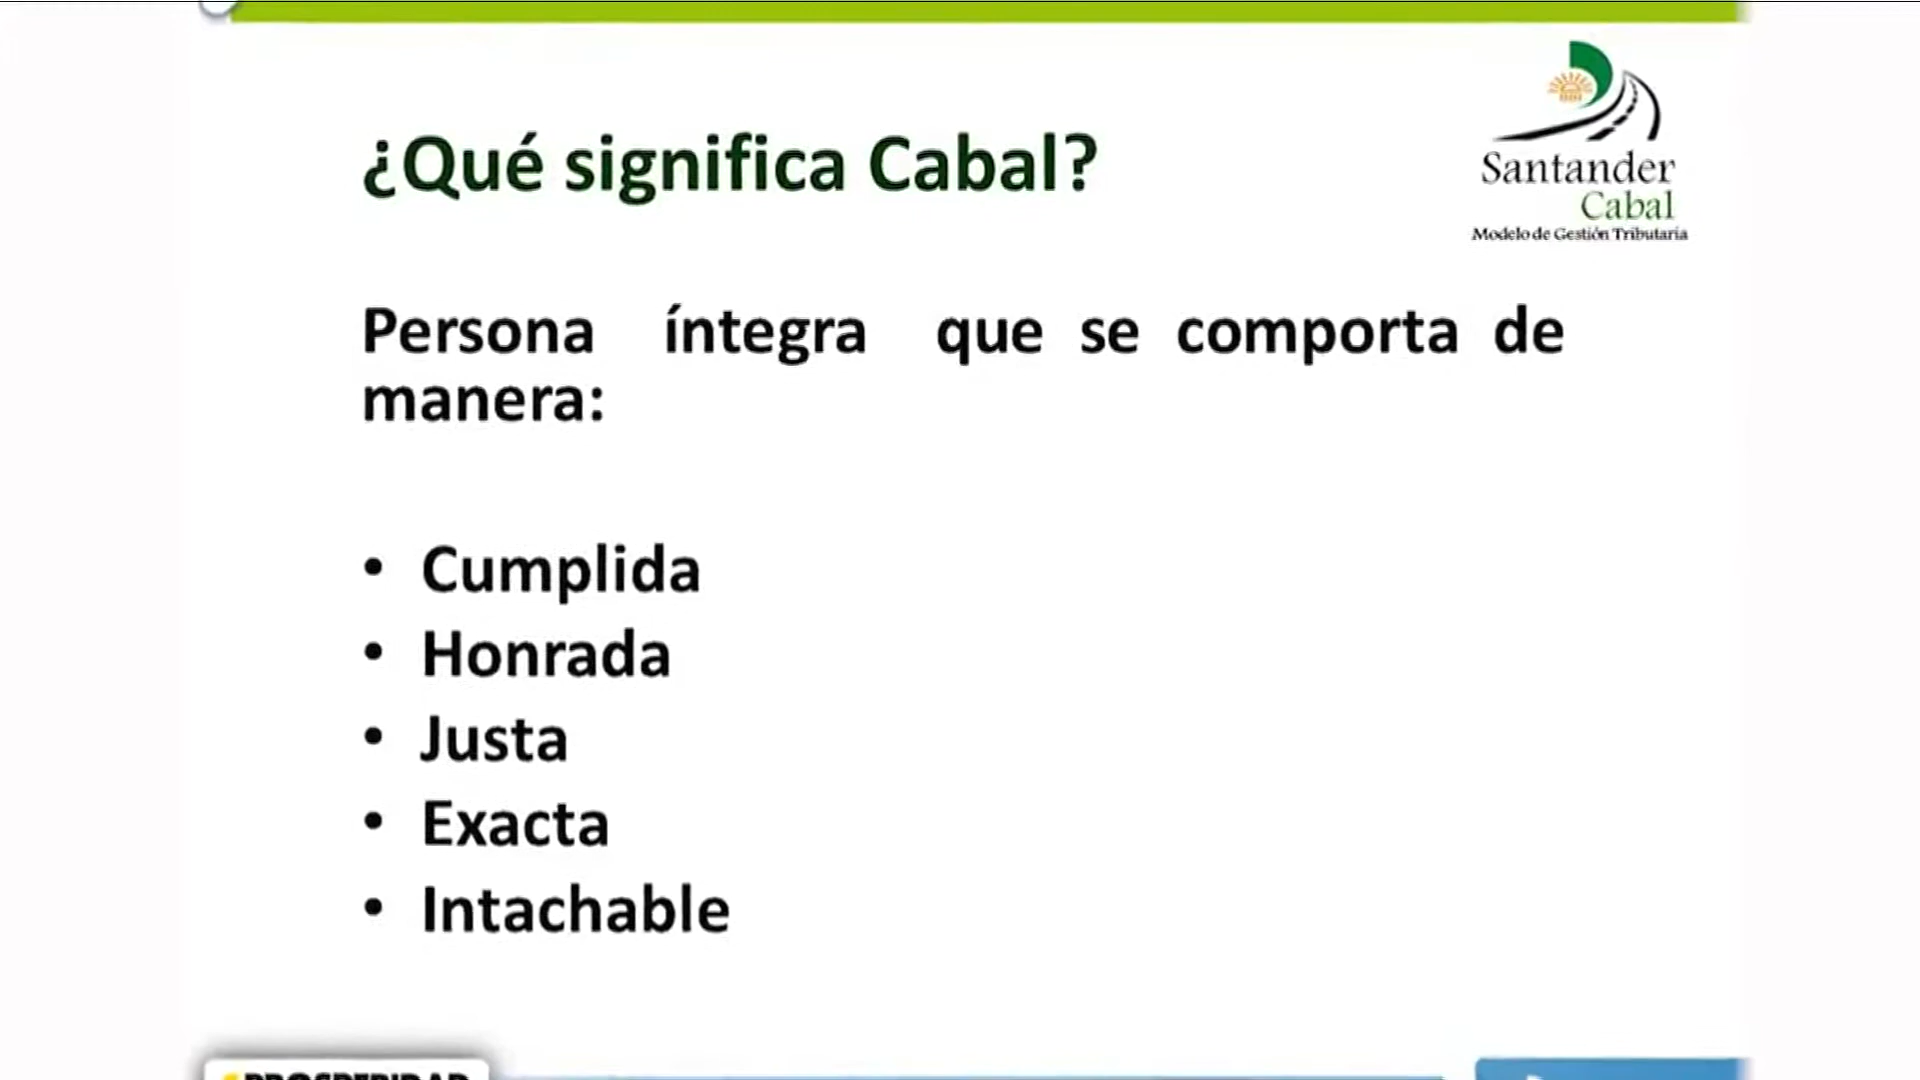 ¿Qué significa Cabal?
Santander
Cabal
Modelo de Gestión Tributaria
Persona íntegra que se comporta de
manera:
• Cumplida
• Honrada
• Justa
• Exacta
• Intachable
PROSPERIDAD